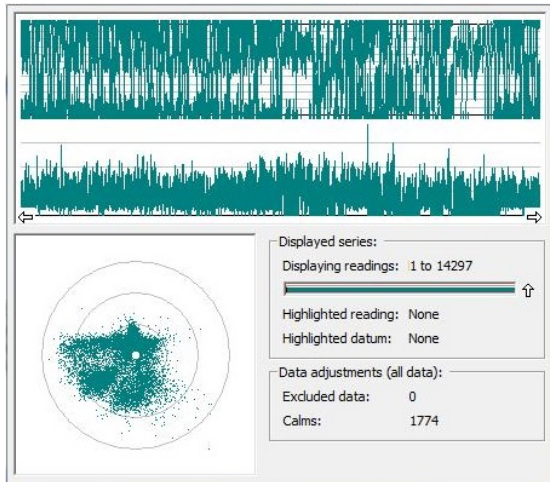 Displayed series:
Displaying readings: 1 to 14297
Highlighted reading: None
Highlighted datum: None
Data adjustments (all data):
Excluded data: 0
Calms: 1774